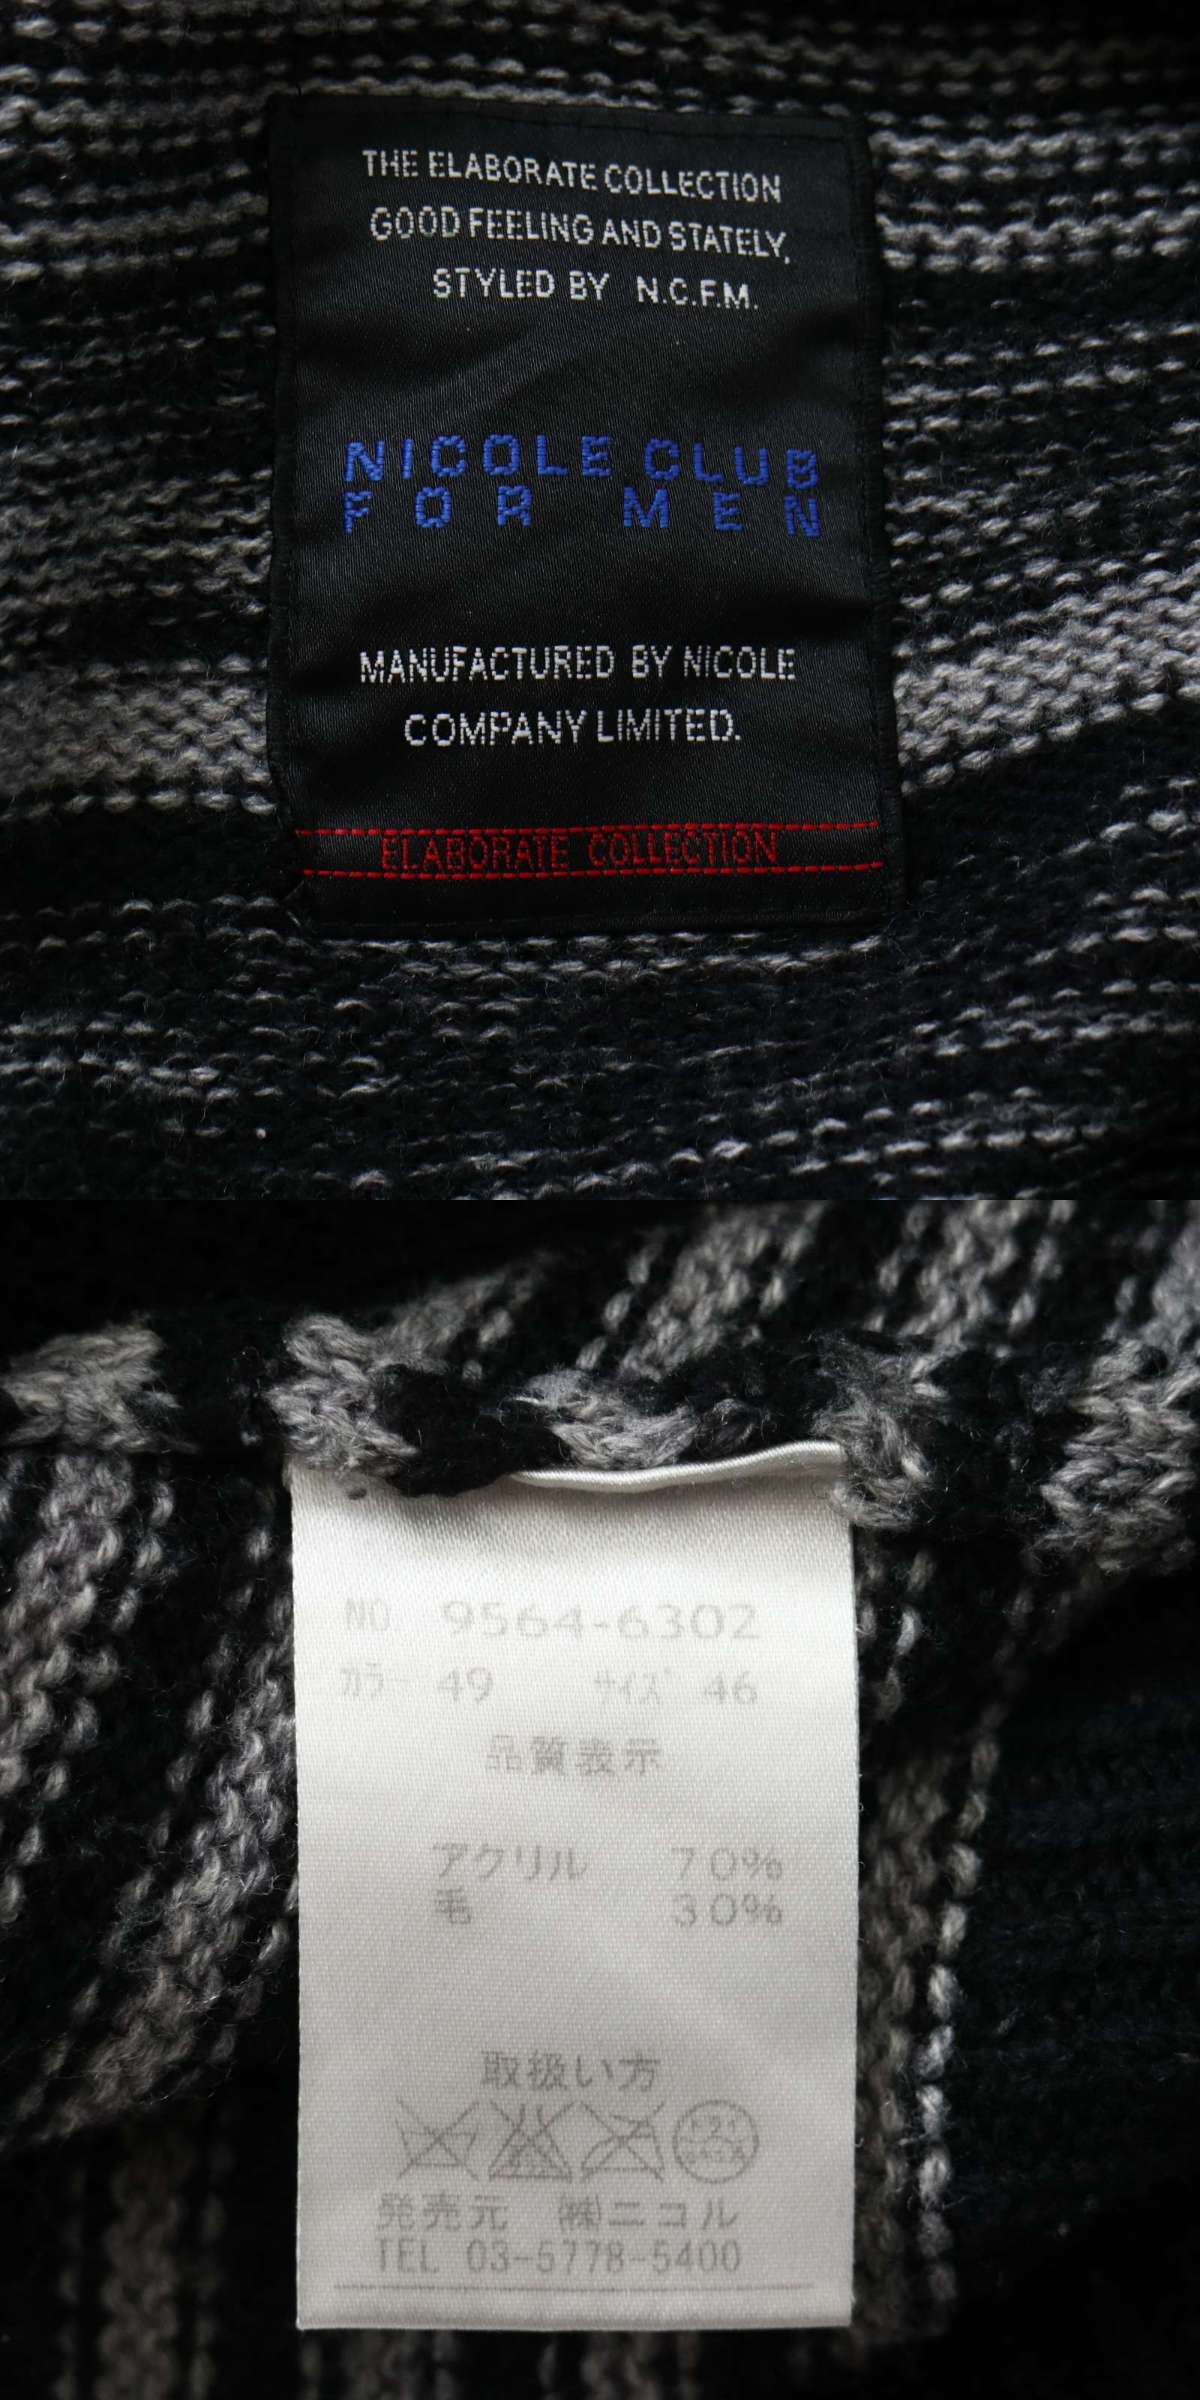 THE ELABORATE COLLECTION
GOOD FEELING AND STATELY,
STYLED BY N.C.F.M.
NICOLE CLUB
FOR MEN
MANUFACTURED BY NICOLE
COMPANY LIMITED.
ELABORATE COLLECTION
NO 9564-6302
カラー 49 サイズ 46
品質表示
アクリル 70%
毛 30%
取扱い方
発売元 ㈱ニコル
TEL 03-5778-5400